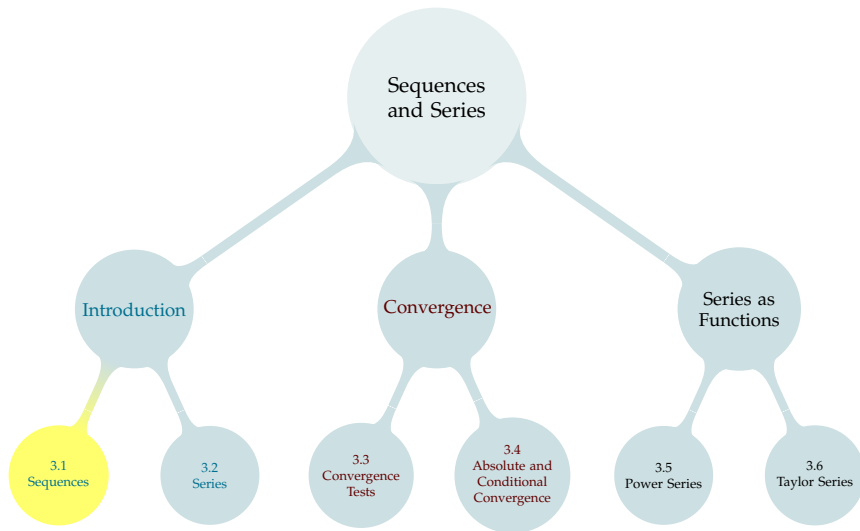 Sequences
and Series
Introduction
Convergence
Series as
Functions
3.1
Sequences
3.2
Series
3.3
Convergence
Tests
3.4
Absolute and
Conditional
Convergence
3.5
Power Series
3.6
Taylor Series